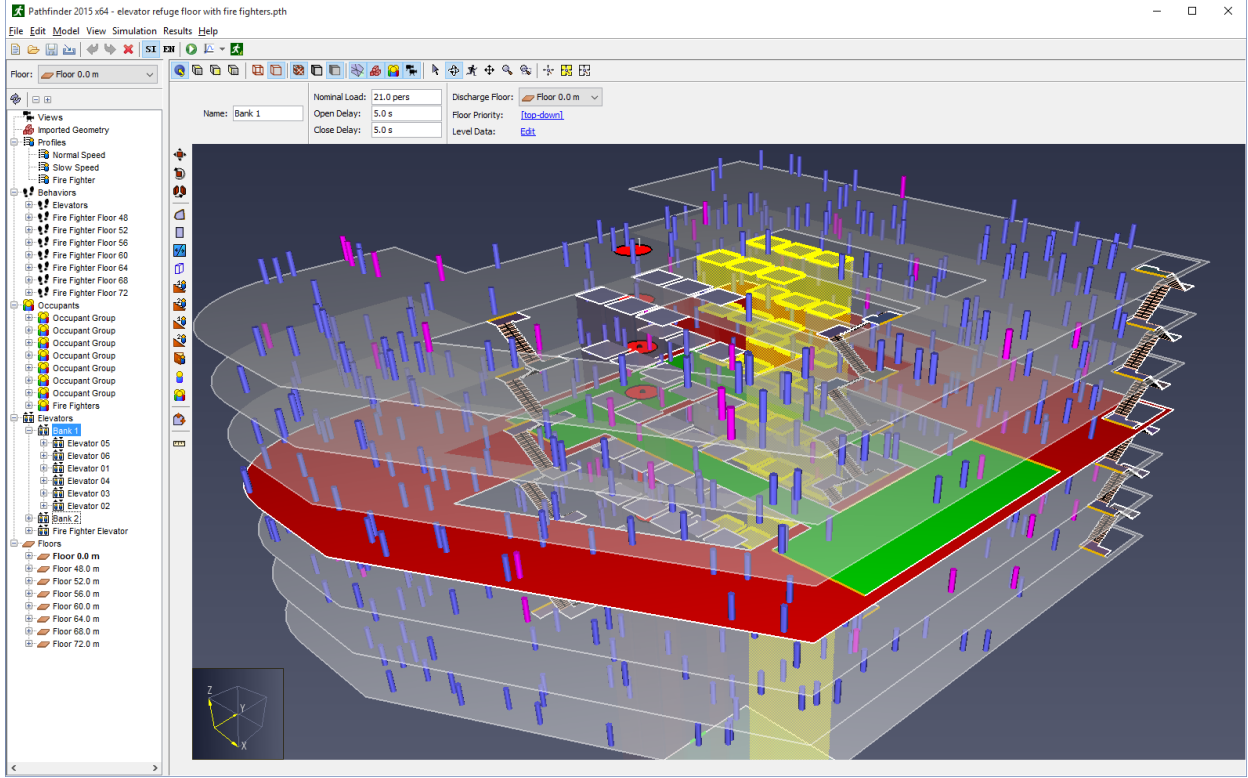 Pathfinder 2015 x64 - elevator refuge floor with fire fighters.pth
File Edit Model View Simulation Results Help
SI EN
Floor: Floor 0.0 m
Name: Bank 1
Nominal Load: 21.0 pers
Open Delay: 5.0 s
Close Delay: 5.0 s
Discharge Floor: Floor 0.0 m
Floor Priority: [top-down]
Level Data: Edit
Views
Imported Geometry
Profiles
Normal Speed
Slow Speed
Fire Fighter
Behaviors
Elevators
Fire Fighter Floor 48
Fire Fighter Floor 52
Fire Fighter Floor 56
Fire Fighter Floor 60
Fire Fighter Floor 64
Fire Fighter Floor 68
Fire Fighter Floor 72
Occupants
Occupant Group
Occupant Group
Occupant Group
Occupant Group
Occupant Group
Occupant Group
Occupant Group
Fire Fighters
Elevators
Bank 1
Elevator 05
Elevator 06
Elevator 01
Elevator 04
Elevator 03
Elevator 02
Bank 2
Fire Fighter Elevator
Floors
Floor 0.0 m
Floor 48.0 m
Floor 52.0 m
Floor 56.0 m
Floor 60.0 m
Floor 64.0 m
Floor 68.0 m
Floor 72.0 m
Z
Y
X